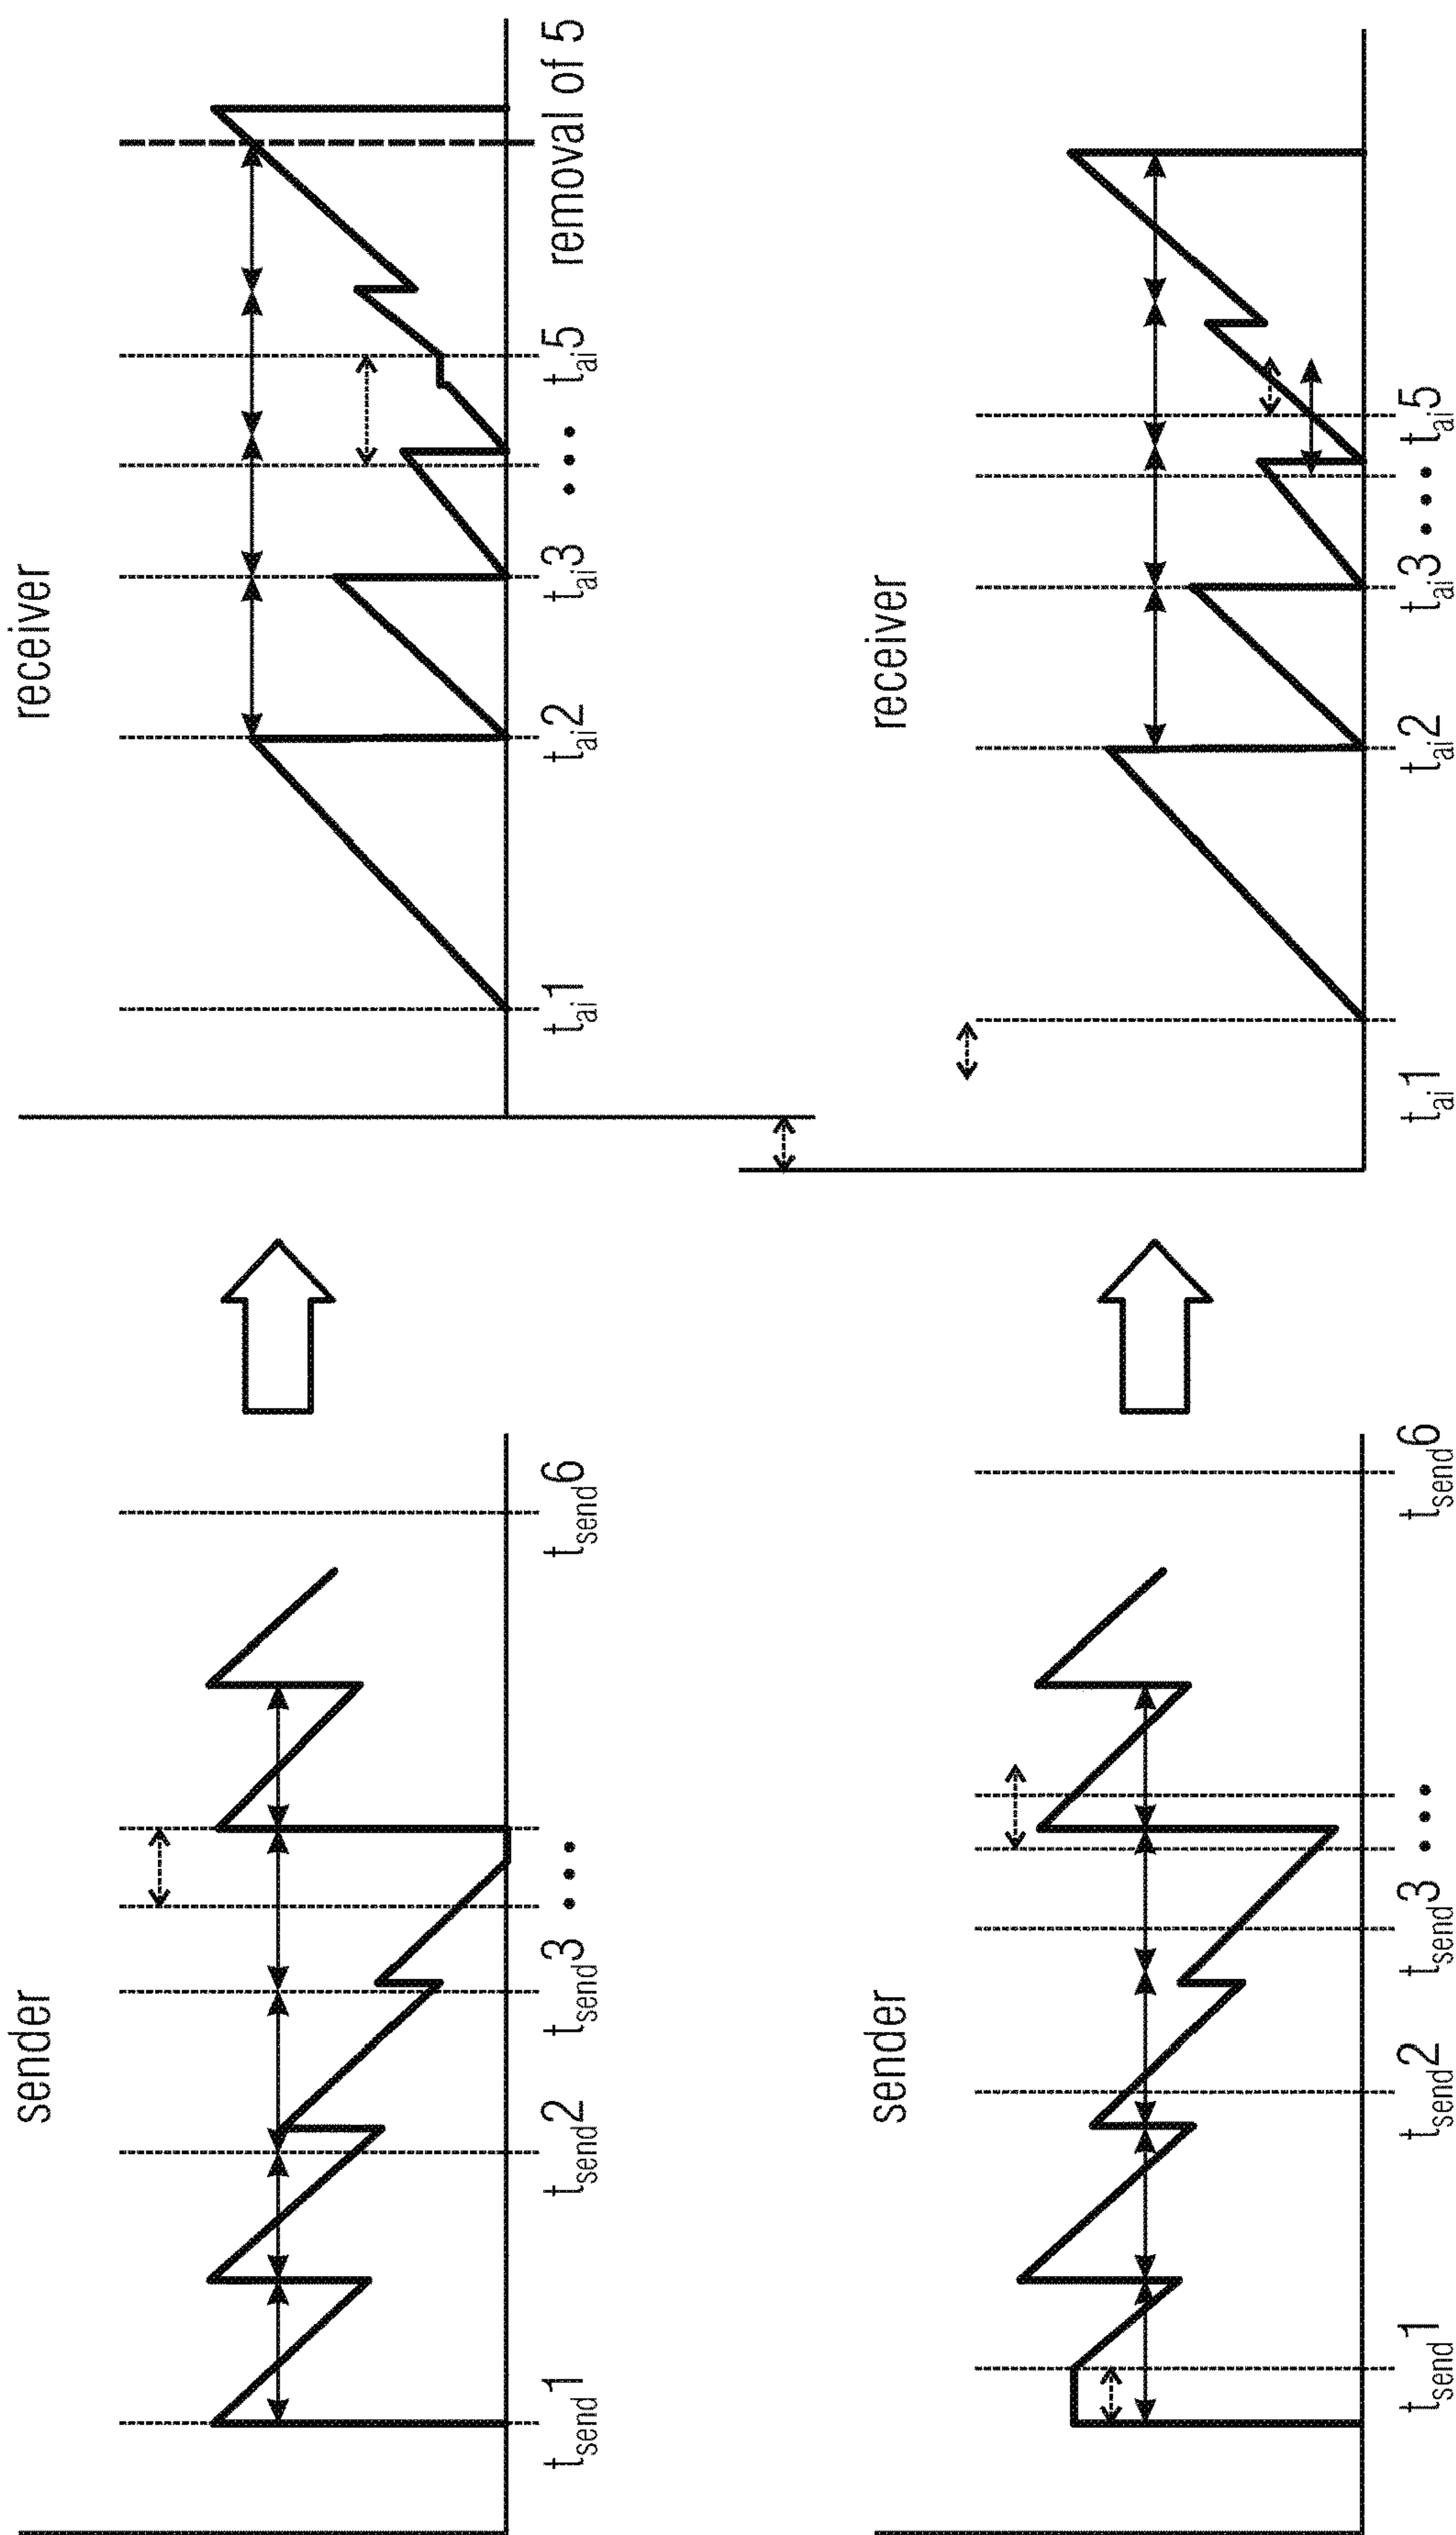 sender
t_send1 t_send2 t_send3 ••• t_send6
receiver
t_ai1 t_ai2 t_ai3 ••• t_ai5 removal of 5
sender
t_send1 t_send2 t_send3 ••• t_send6
receiver
t_ai1 t_ai2 t_ai3 ••• t_ai5